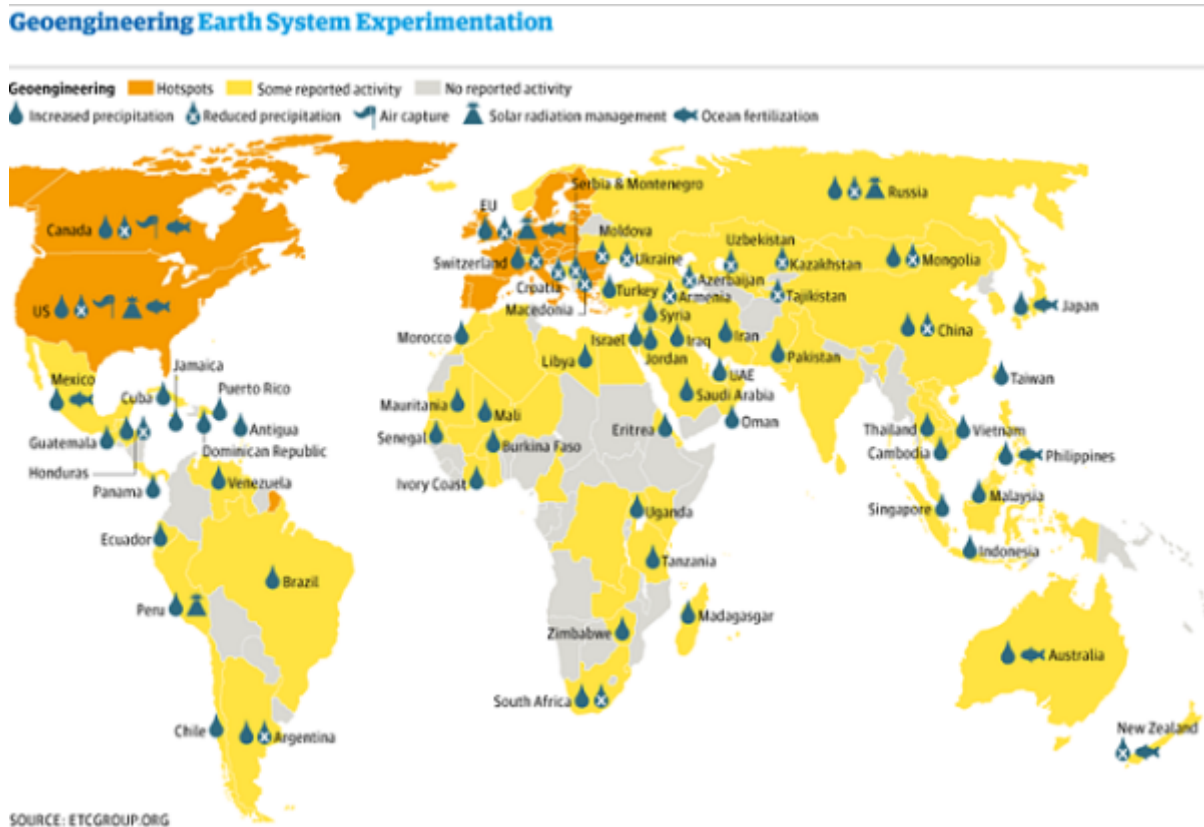 Geoengineering Earth System Experimentation
Geoengineering Hotspots Some reported activity No reported activity
Increased precipitation Reduced precipitation Air capture Solar radiation management Ocean fertilization
Serbia & Montenegro
Russia
EU
Canada
Moldova
Uzbekistan
Switzerland
Ukraine
Kazakhstan
Mongolia
Croatia
Turkey
Azerbaijan
Armenia
Tajikistan
US
Macedonia
Syria
Japan
Morocco
Israel
Iraq
Iran
China
Libya
Jordan
Pakistan
Jamaica
UAE
Taiwan
Mexico
Puerto Rico
Cuba
Saudi Arabia
Mauritania
Mali
Oman
Antigua
Guatemala
Senegal
Burkina Faso
Eritrea
Thailand
Vietnam
Dominican Republic
Cambodia
Philippines
Honduras
Venezuela
Ivory Coast
Panama
Malaysia
Singapore
Uganda
Ecuador
Indonesia
Tanzania
Brazil
Peru
Madagasgar
Zimbabwe
Australia
South Africa
Chile
Argentina
New Zealand
SOURCE: ETCGROUP.ORG